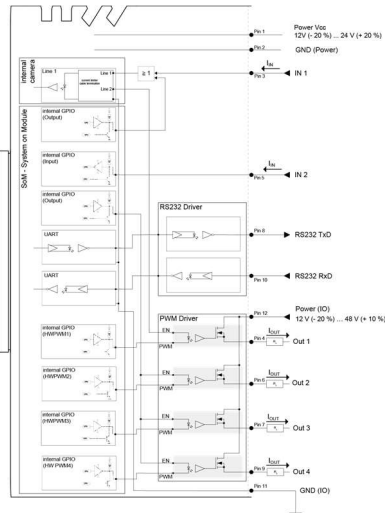 Pin 1
Power Vcc
12V (- 20 %) ... 24 V (+ 20 %)
Pin 2
GND (Power)
internal
camera
Line 1
Line 1
Line 2
≥ 1
Pin 3
I_IN
IN 1
SoM - System on Module
internal GPIO
(Output)
internal GPIO
(Input)
Pin 5
I_IN
IN 2
internal GPIO
(Output)
RS232 Driver
UART
Pin 8
RS232 TxD
UART
Pin 10
RS232 RxD
PWM Driver
Pin 12
Power (IO)
12 V (- 20 %) ... 48 V (+ 10 %)
internal GPIO
(HWPWM1)
EN
PWM
Pin 4
I_OUT
Out 1
internal GPIO
(HWPWM2)
EN
PWM
Pin 6
I_OUT
Out 2
internal GPIO
(HWPWM3)
EN
PWM
Pin 7
I_OUT
Out 3
internal GPIO
(HW PWM4)
EN
PWM
Pin 9
I_OUT
Out 4
Pin 11
GND (IO)